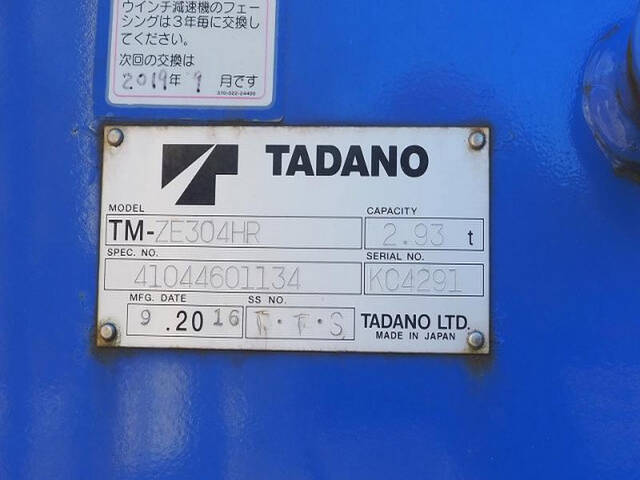 ウインチ減速機のフェー
シングは３年毎に交換し
てください。
次回の交換は
2019年 9 月です
TADANO
MODEL CAPACITY
TM-ZE304HR 2.93 t
SPEC. NO. SERIAL NO.
41044601134 KC4291
MFG. DATE SS NO.
9 .20 16 T・F・S TADANO LTD.
MADE IN JAPAN